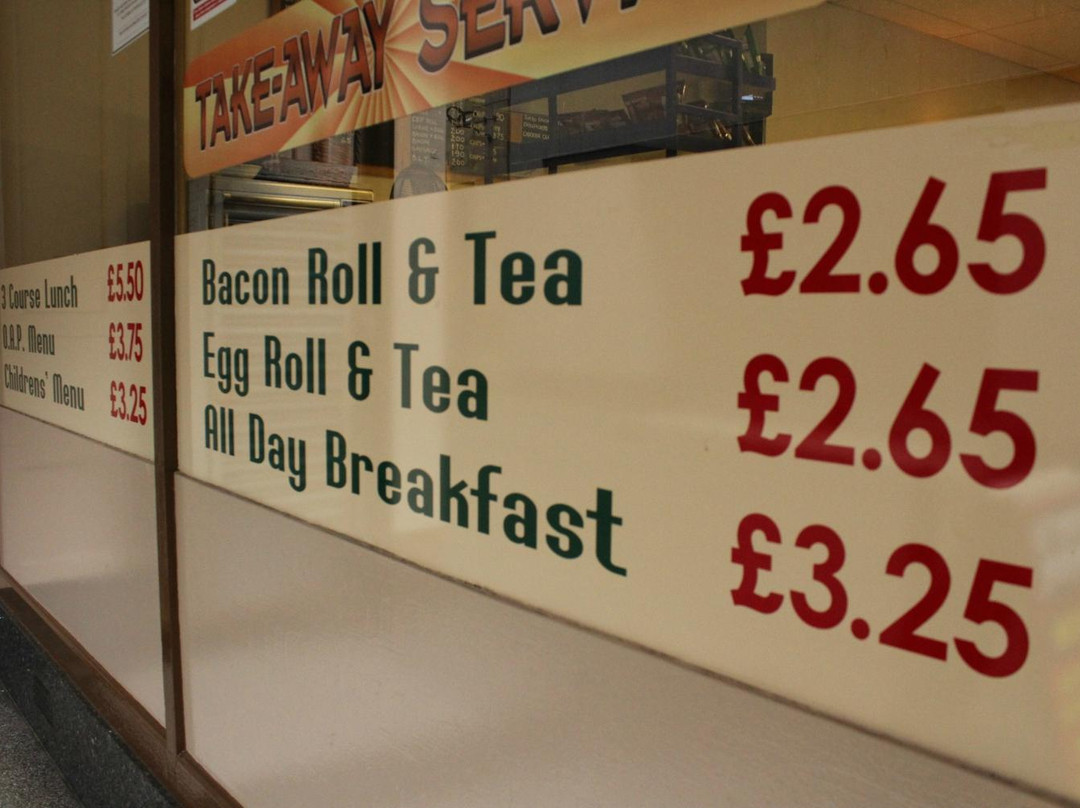 TAKE-AWAY
3 Course Lunch £5.50
O.A.P. Menu £3.75
Childrens' Menu £3.25
Bacon Roll & Tea £2.65
Egg Roll & Tea £2.65
All Day Breakfast £3.25